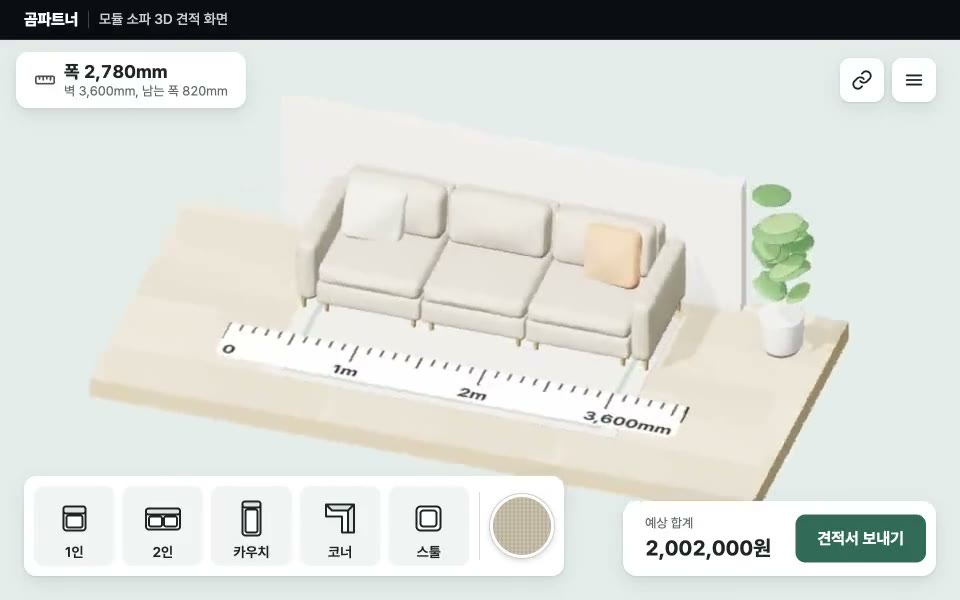 곰파트너
모듈 소파 3D 견적 화면
폭 2,780mm
벽 3,600mm, 남는 폭 820mm
0
1m
2m
3,600mm
1인
2인
카우치
코너
스툴
예상 합계
2,002,000원
견적서 보내기